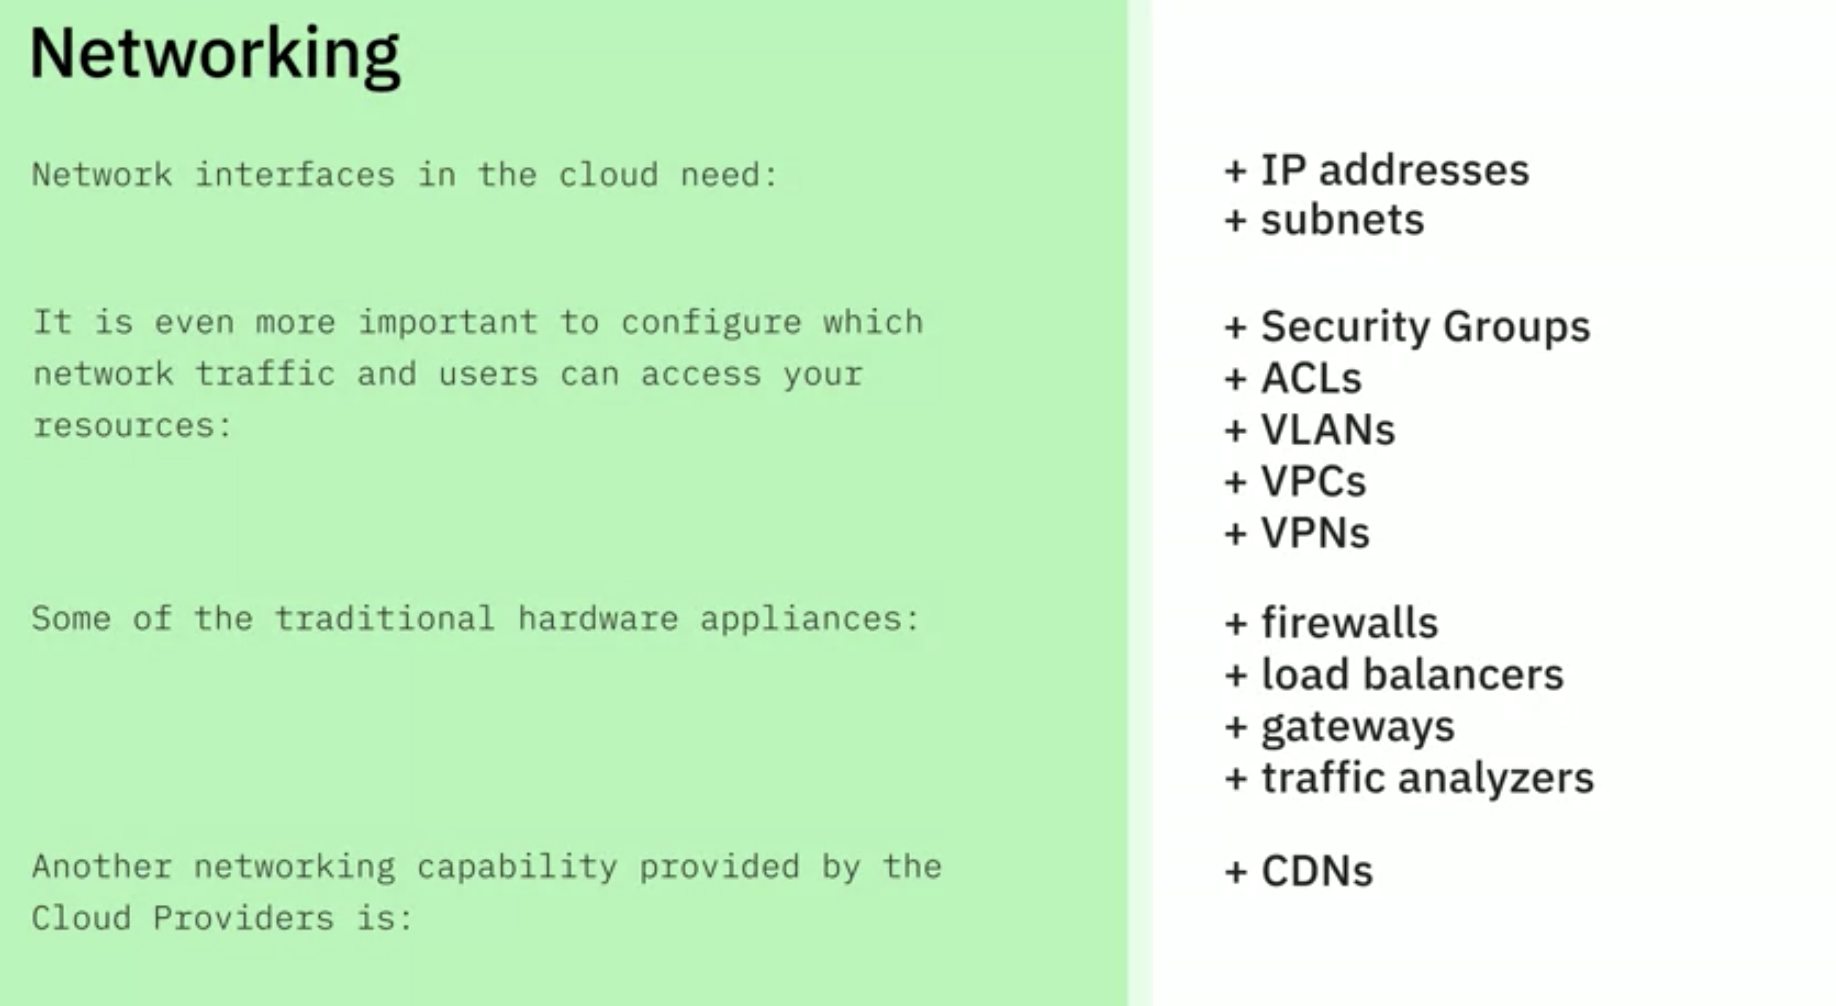 Networking
Network interfaces in the cloud need:
+ IP addresses
+ subnets
It is even more important to configure which
network traffic and users can access your
resources:
+ Security Groups
+ ACLs
+ VLANs
+ VPCs
+ VPNs
Some of the traditional hardware appliances:
+ firewalls
+ load balancers
+ gateways
+ traffic analyzers
Another networking capability provided by the
Cloud Providers is:
+ CDNs